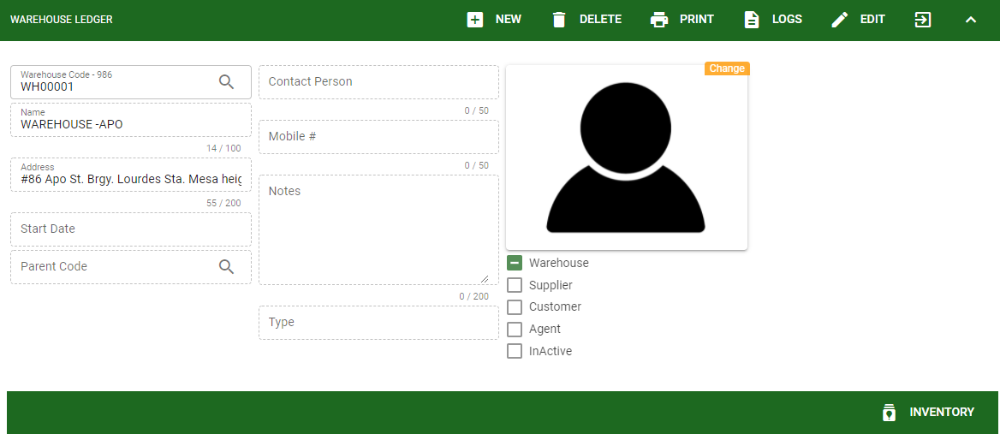 WAREHOUSE LEDGER
NEW
DELETE
PRINT
LOGS
EDIT
Warehouse Code - 986
WH00001
Name
WAREHOUSE -APO
14 / 100
Address
#86 Apo St. Brgy. Lourdes Sta. Mesa
55 / 200
Start Date
Parent Code
Contact Person
0 / 50
Mobile #
0 / 50
Notes
0 / 200
Type
Change
Warehouse
Supplier
Customer
Agent
InActive
INVENTORY